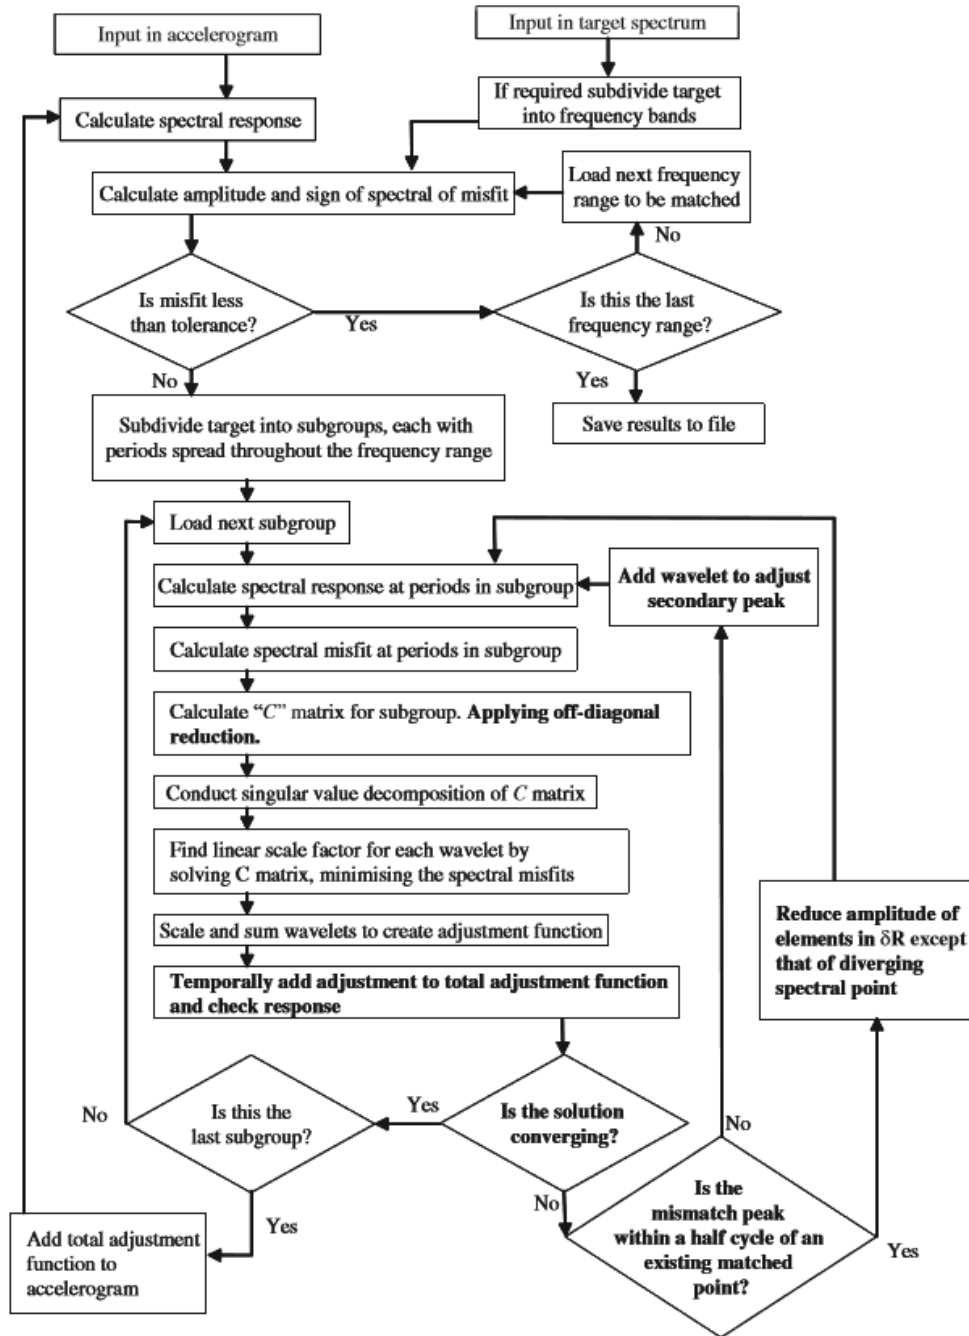 Input in accelerogram
Input in target spectrum
If required subdivide target
into frequency bands
Calculate spectral response
Load next frequency
range to be matched
Calculate amplitude and sign of spectral of misfit
No
Is misfit less
than tolerance?
Yes
Is this the last
frequency range?
No
Yes
Subdivide target into subgroups, each with
periods spread throughout the frequency range
Save results to file
Load next subgroup
Calculate spectral response at periods in subgroup
Add wavelet to adjust
secondary peak
Calculate spectral misfit at periods in subgroup
Calculate “C” matrix for subgroup. Applying off-diagonal
reduction.
Conduct singular value decomposition of C matrix
Find linear scale factor for each wavelet by
solving C matrix, minimising the spectral misfits
Scale and sum wavelets to create adjustment function
Reduce amplitude of
elements in δR except
that of diverging
spectral point
Temporally add adjustment to total adjustment function
and check response
No
Is this the
last subgroup?
Yes
Is the solution
converging?
No
No
Is the
mismatch peak
within a half cycle of an
existing matched
point?
Yes
Yes
Add total adjustment
function to
accelerogram